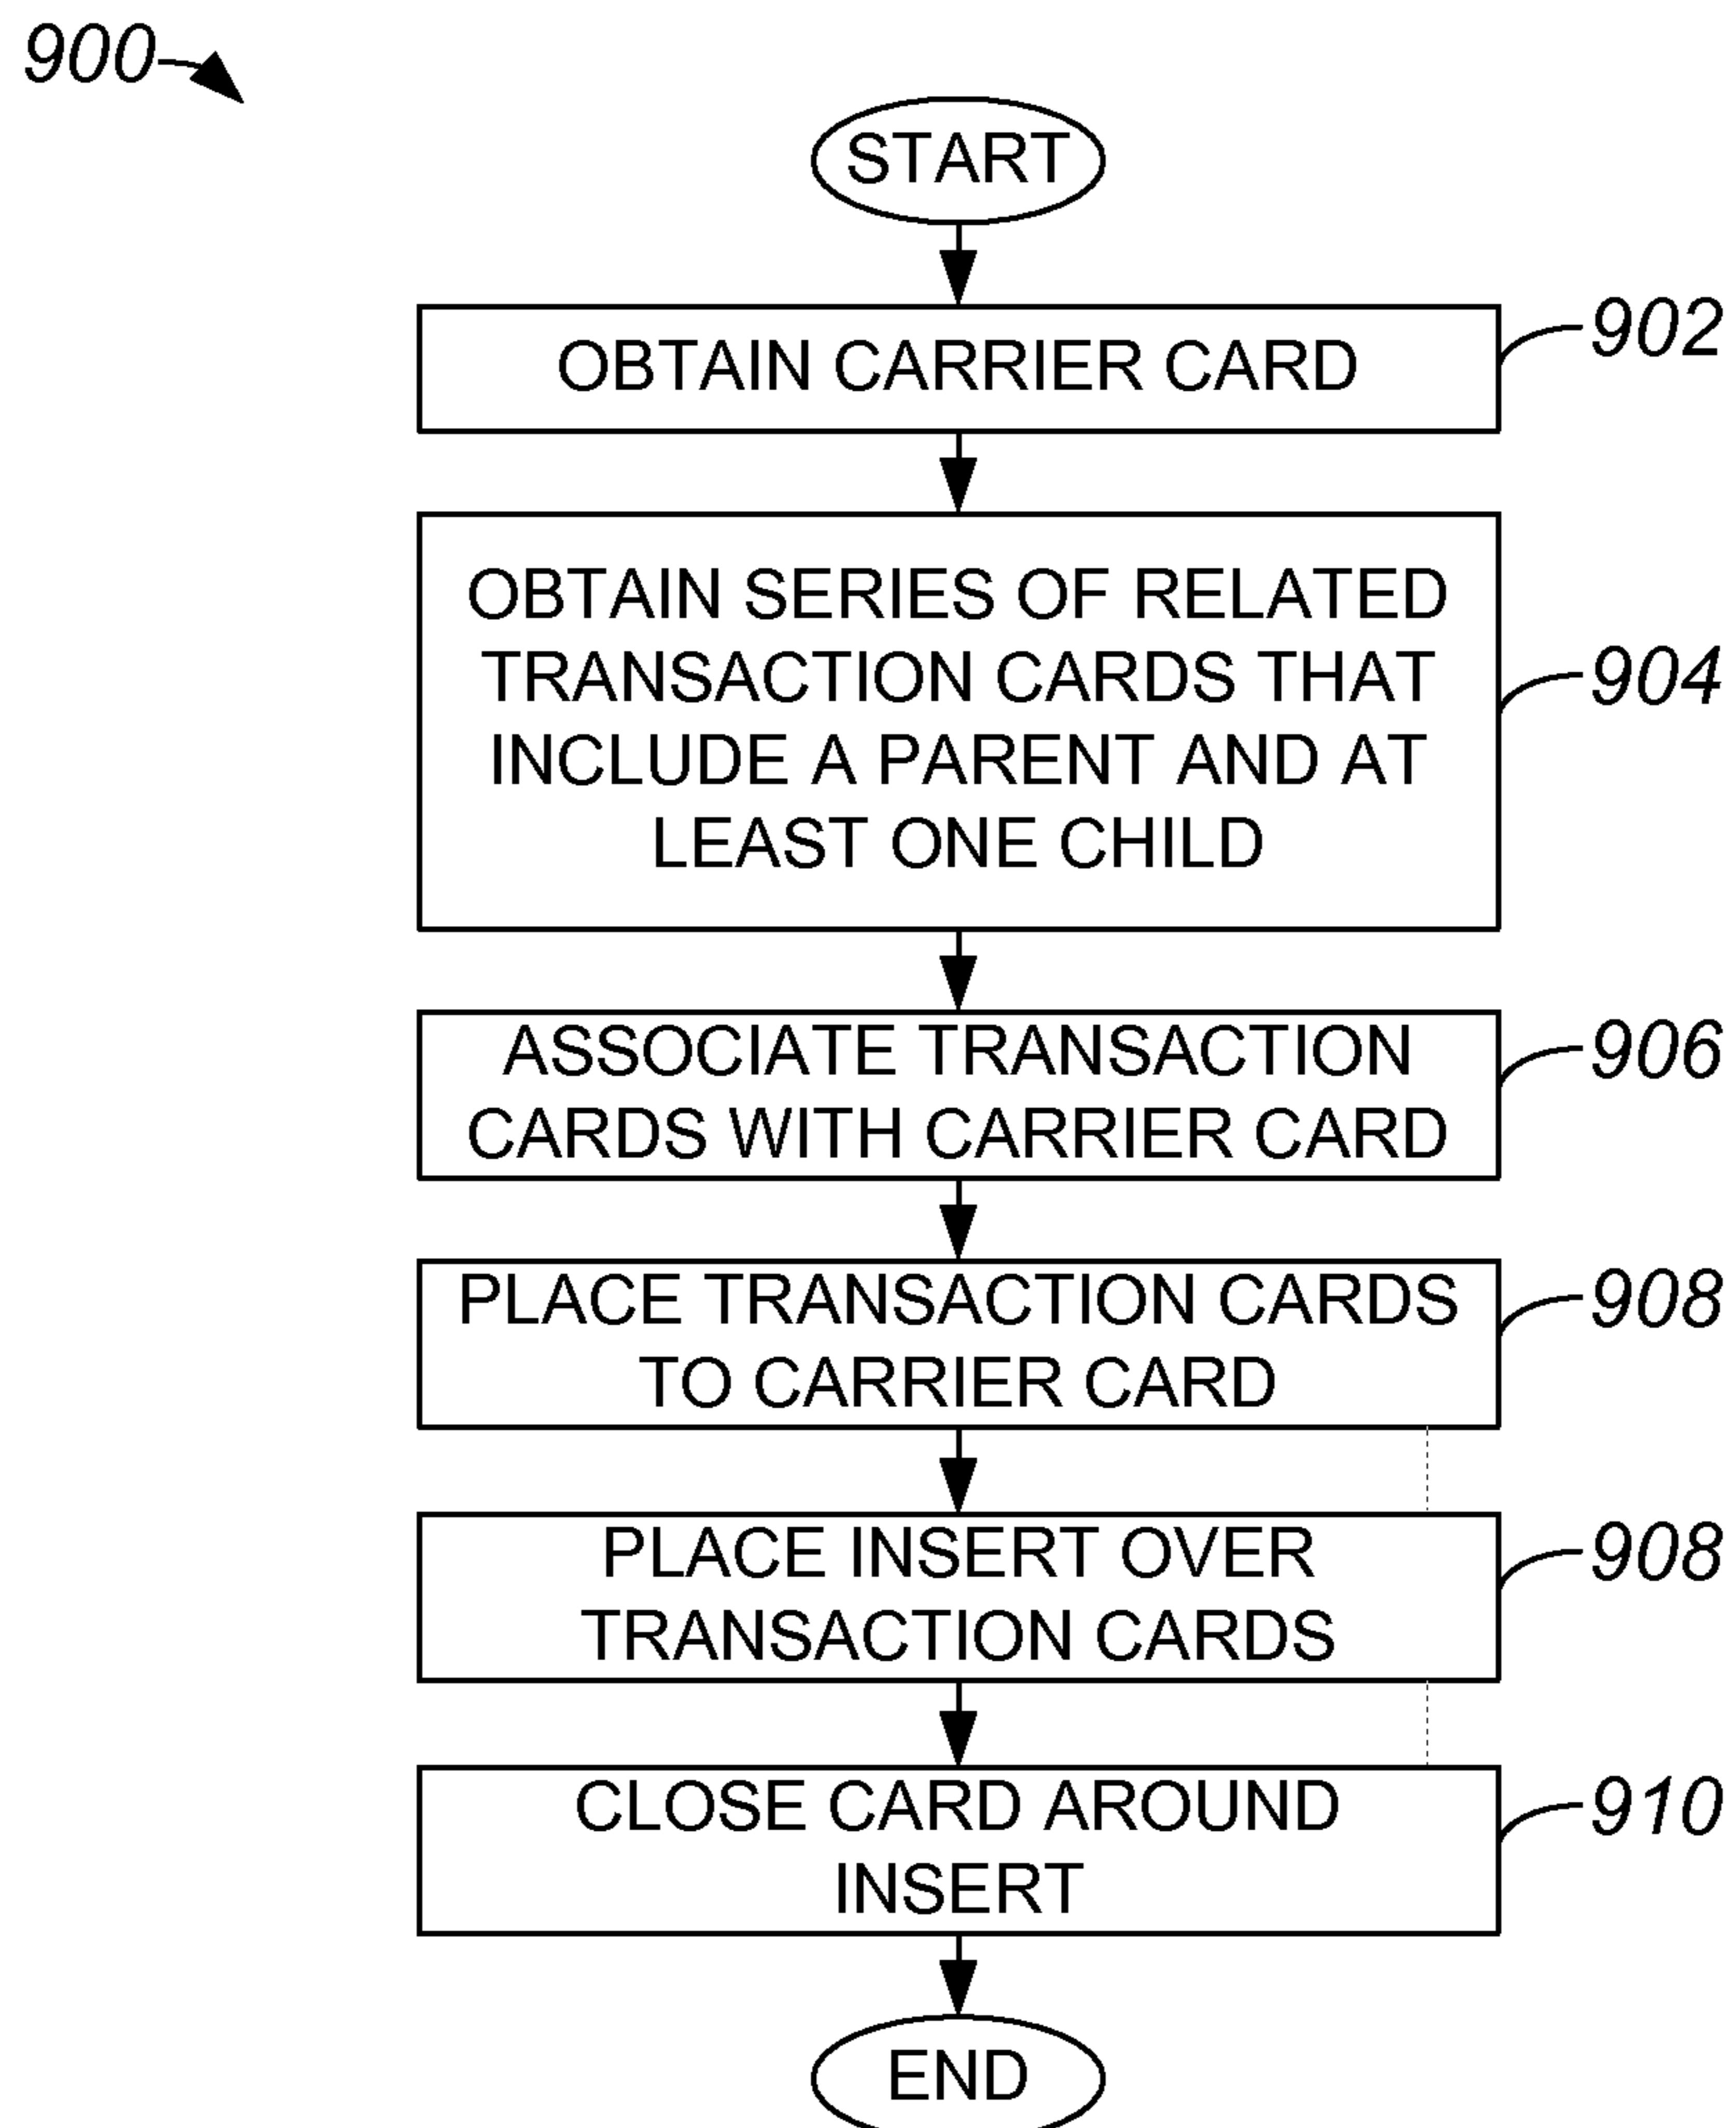 900
START
OBTAIN CARRIER CARD
902
OBTAIN SERIES OF RELATED
TRANSACTION CARDS THAT
INCLUDE A PARENT AND AT
LEAST ONE CHILD
904
ASSOCIATE TRANSACTION
CARDS WITH CARRIER CARD
906
PLACE TRANSACTION CARDS
TO CARRIER CARD
908
PLACE INSERT OVER
TRANSACTION CARDS
908
CLOSE CARD AROUND
INSERT
910
END